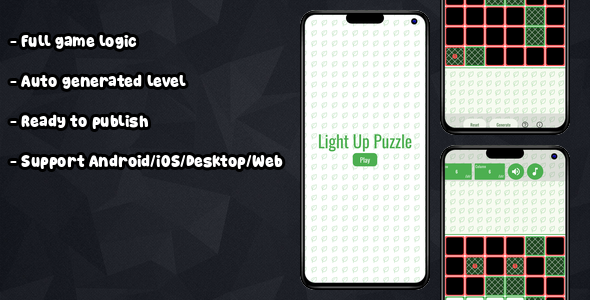 - Full game logic
- Auto generated level
- Ready to publish
- Support Android/iOS/Desktop/Web
Light Up Puzzle
Play
Reset
Generate